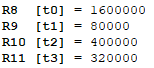 R8  [t0] = 1600000
R9  [t1] = 80000
R10 [t2] = 400000
R11 [t3] = 320000